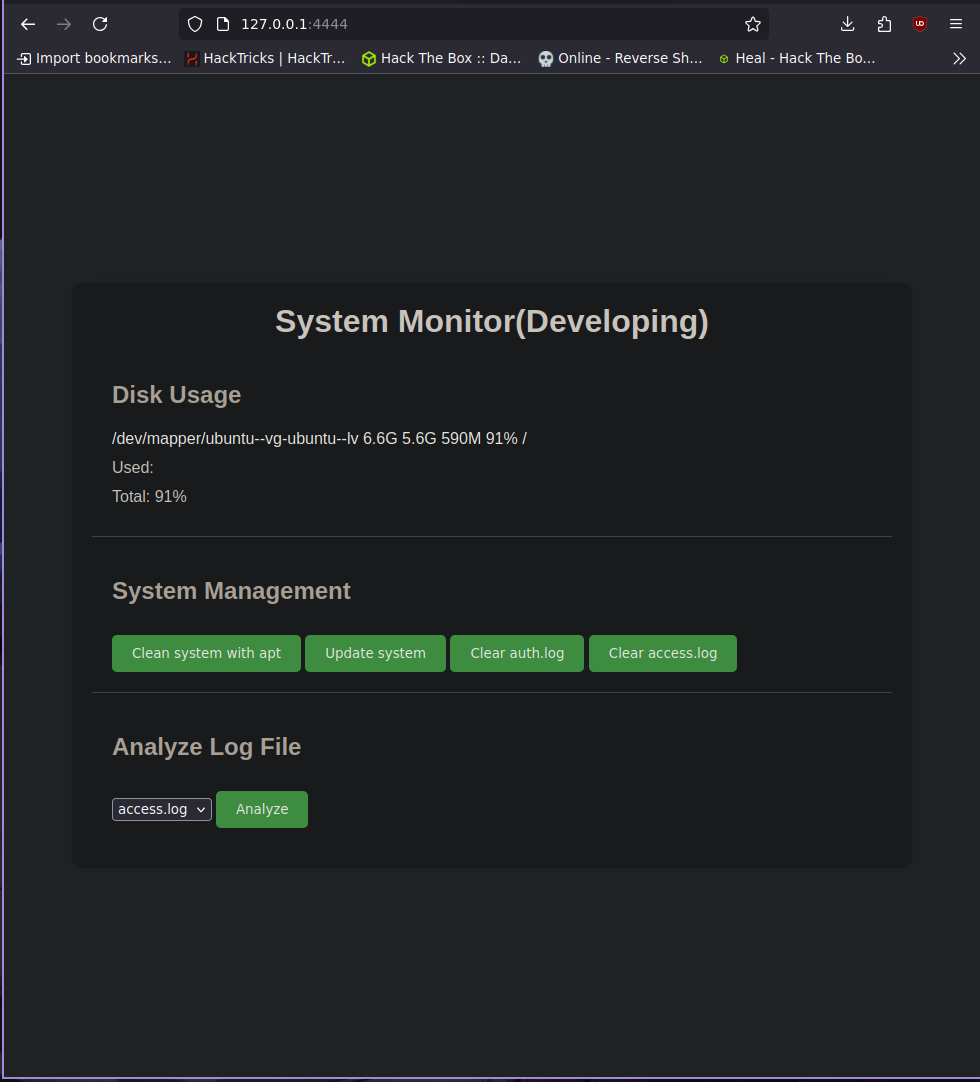 127.0.0.1:4444
Import bookmarks... HackTricks | HackTr... Hack The Box :: Da... Online - Reverse Sh... Heal - Hack The Bo...
System Monitor(Developing)
Disk Usage
/dev/mapper/ubuntu--vg-ubuntu--lv 6.6G 5.6G 590M 91% /
Used:
Total: 91%
System Management
Clean system with apt Update system Clear auth.log Clear access.log
Analyze Log File
access.log Analyze